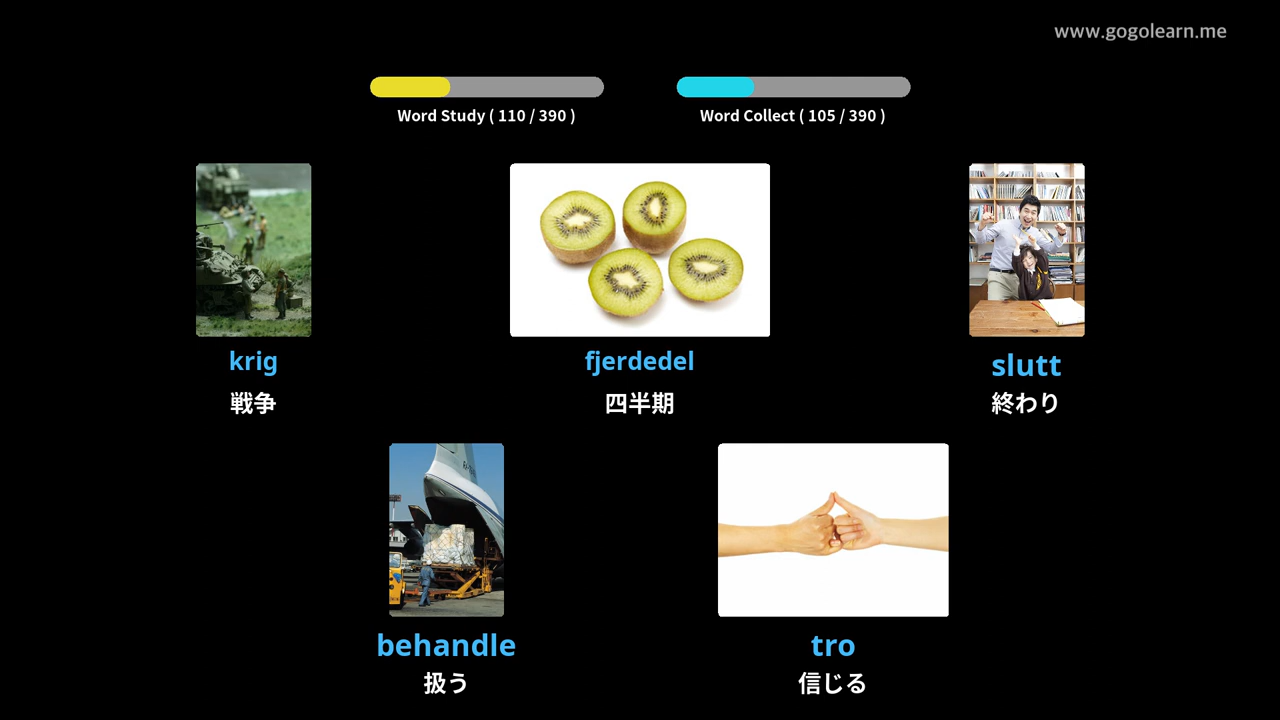 www.gogolearn.me
Word Study ( 110 / 390 )
Word Collect ( 105 / 390 )
krig
fjerdedel
slutt
戦争
四半期
終わり
behandle
tro
扱う
信じる